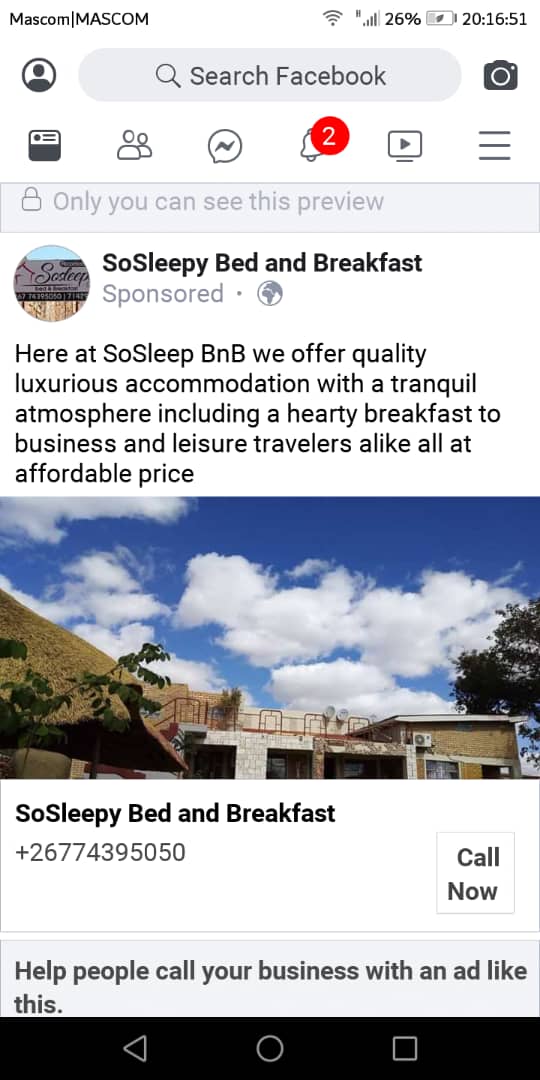 Mascom|MASCOM
H
26%
20:16:51
Search Facebook
2
Only you can see this preview
Sosleep
Bed & Breakfast
SoSleepy Bed and Breakfast
Sponsored ·
Here at SoSleep BnB we offer quality
luxurious accommodation with a tranquil
atmosphere including a hearty breakfast to
business and leisure travelers alike all at
affordable price
SoSleepy Bed and Breakfast
+26774395050
Call
Now
Help people call your business with an ad like
this.